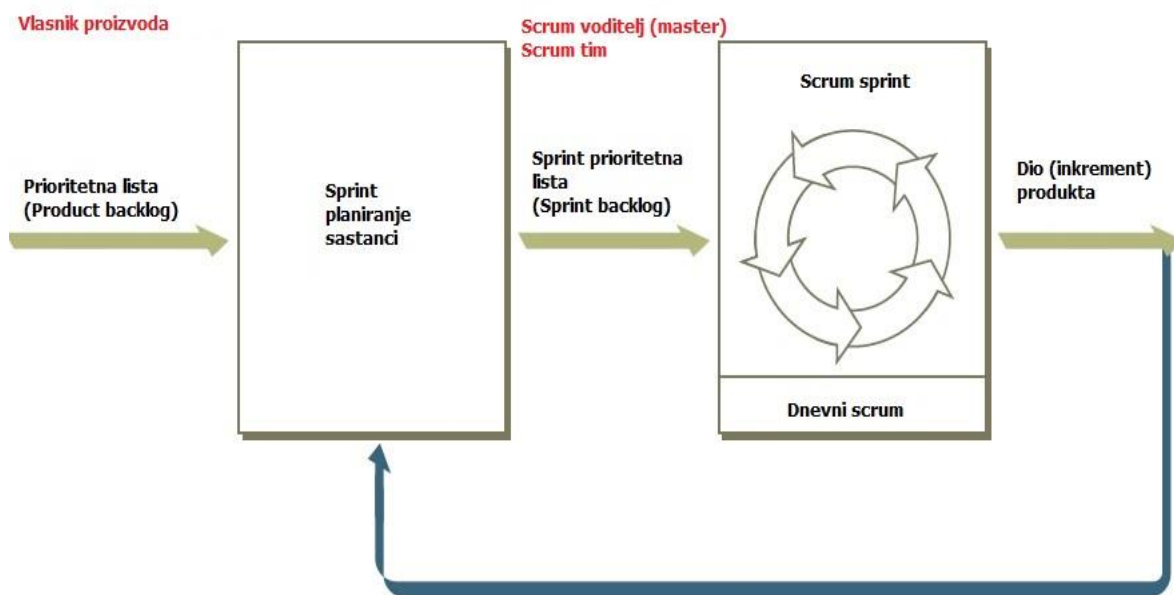 Vlasnik proizvoda
Scrum voditelj (master)
Scrum tim
Prioritetna lista
(Product backlog)
Sprint
planiranje
sastanci
Sprint prioritetna
lista
(Sprint backlog)
Scrum sprint
Dnevni scrum
Dio (inkrement)
produkta